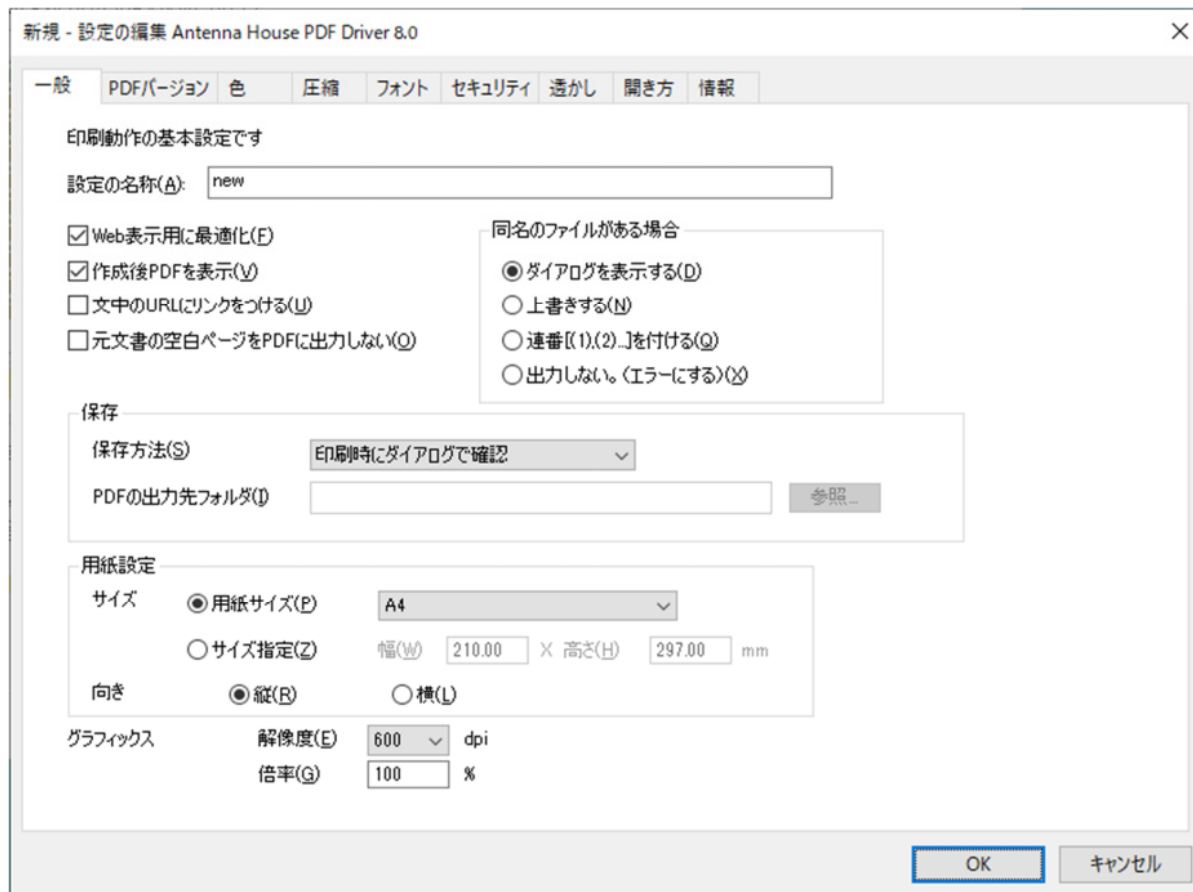 新規 - 設定の編集 Antenna House PDF Driver 8.0
一般 PDFバージョン 色 圧縮 フォント セキュリティ 透かし 開き方 情報
印刷動作の基本設定です
設定の名称(A): new
Web表示用に最適化(F)
作成後PDFを表示(V)
文中のURLにリンクをつける(U)
元文書の空白ページをPDFに出力しない(O)
同名のファイルがある場合
ダイアログを表示する(D)
上書きする(N)
連番[(1),(2)...]を付ける(Q)
出力しない。(エラーにする)(X)
保存
保存方法(S) 印刷時にダイアログで確認
PDFの出力先フォルダ(I) 参照...
用紙設定
サイズ 用紙サイズ(P) A4
サイズ指定(Z) 幅(W) 210.00 X 高さ(H) 297.00 mm
向き 縦(R) 横(L)
グラフィックス 解像度(E) 600 dpi
倍率(G) 100 %
OK キャンセル